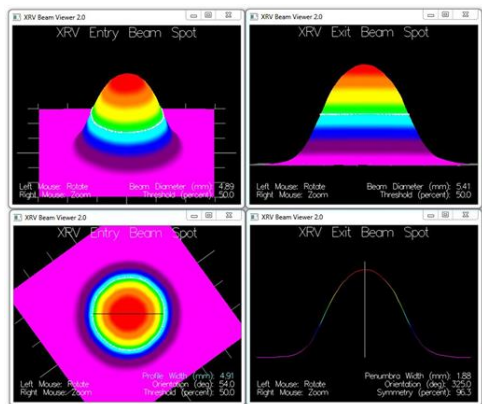 XRV Beam Viewer 2.0
XRV Entry Beam Spot
Left Mouse: Rotate Beam Diameter (mm): 4.89
Right Mouse: Zoom Threshold (percent): 50.0
XRV Beam Viewer 2.0
XRV Exit Beam Spot
Left Mouse: Rotate Beam Diameter (mm): 5.41
Right Mouse: Zoom Threshold (percent): 50.0
XRV Beam Viewer 2.0
XRV Entry Beam Spot
Profile Width (mm): 4.91
Left Mouse: Rotate Orientation (deg): 54.0
Right Mouse: Zoom Threshold (percent): 50.0
XRV Beam Viewer 2.0
XRV Exit Beam Spot
Penumbra Width (mm): 1.88
Left Mouse: Rotate Orientation (deg): 325.0
Right Mouse: Zoom Symmetry (percent): 96.3